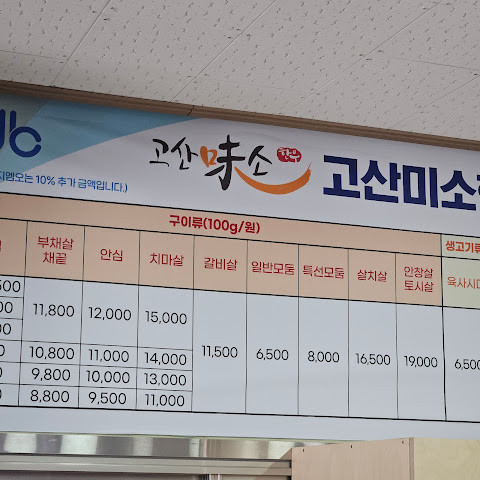 고산味소
한우
고산미소
지엠오는 10% 추가 금액입니다.)
구이류(100g/원)
생고기류
부채살 채끝 안심 치마살 갈비살 일반모둠 특선모둠 살치살 안창살 토시살 육사시미
500
11,800 12,000 15,000
11,500 6,500 8,000 16,500 19,000 6,500
10,800 11,000 14,000
9,800 10,000 13,000
8,800 9,500 11,000